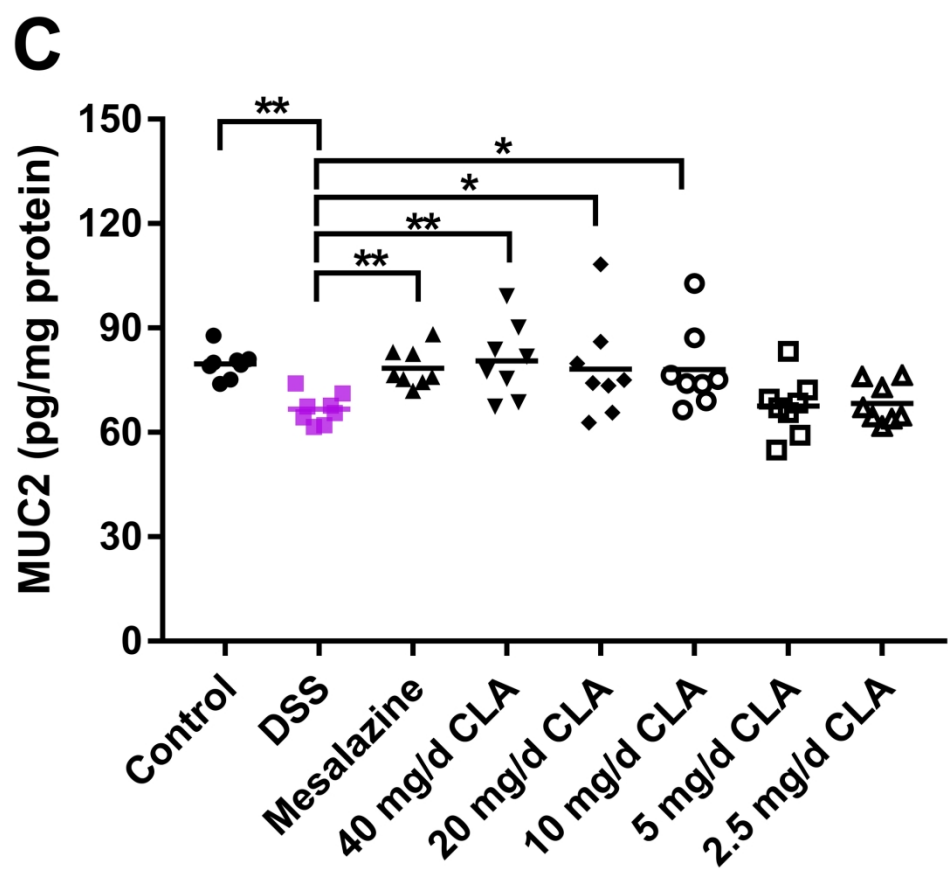 C
MUC2 (pg/mg protein)
150
120
90
60
30
0
**
*
*
**
**
Control
DSS
Mesalazine
40 mg/d CLA
20 mg/d CLA
10 mg/d CLA
5 mg/d CLA
2.5 mg/d CLA